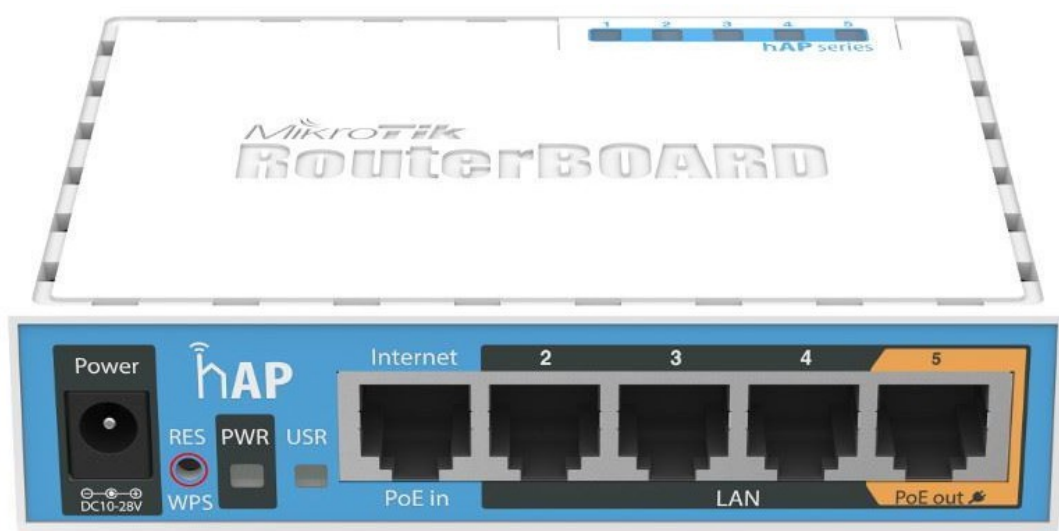 1 2 3 4 5
hAP series
MikroTik
RouterBOARD
Power
hAP
Internet
2 3 4 5
RES PWR USR
WPS
DC10-28V
PoE in
LAN
PoE out